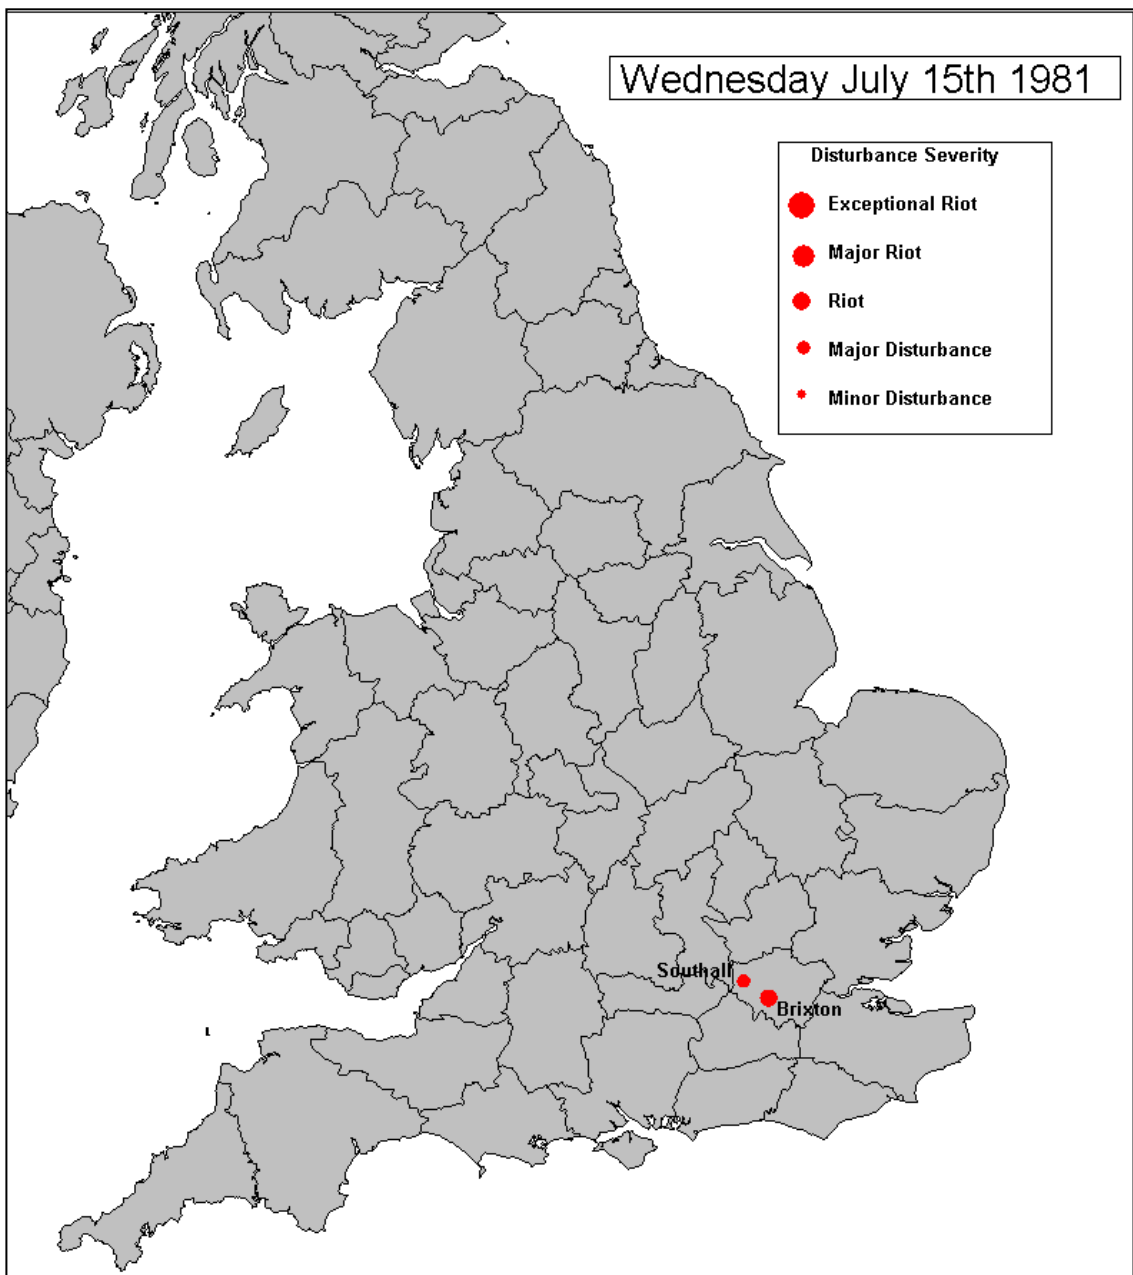 Wednesday July 15th 1981
Disturbance Severity
Exceptional Riot
Major Riot
Riot
Major Disturbance
Minor Disturbance
Southall
Brixton